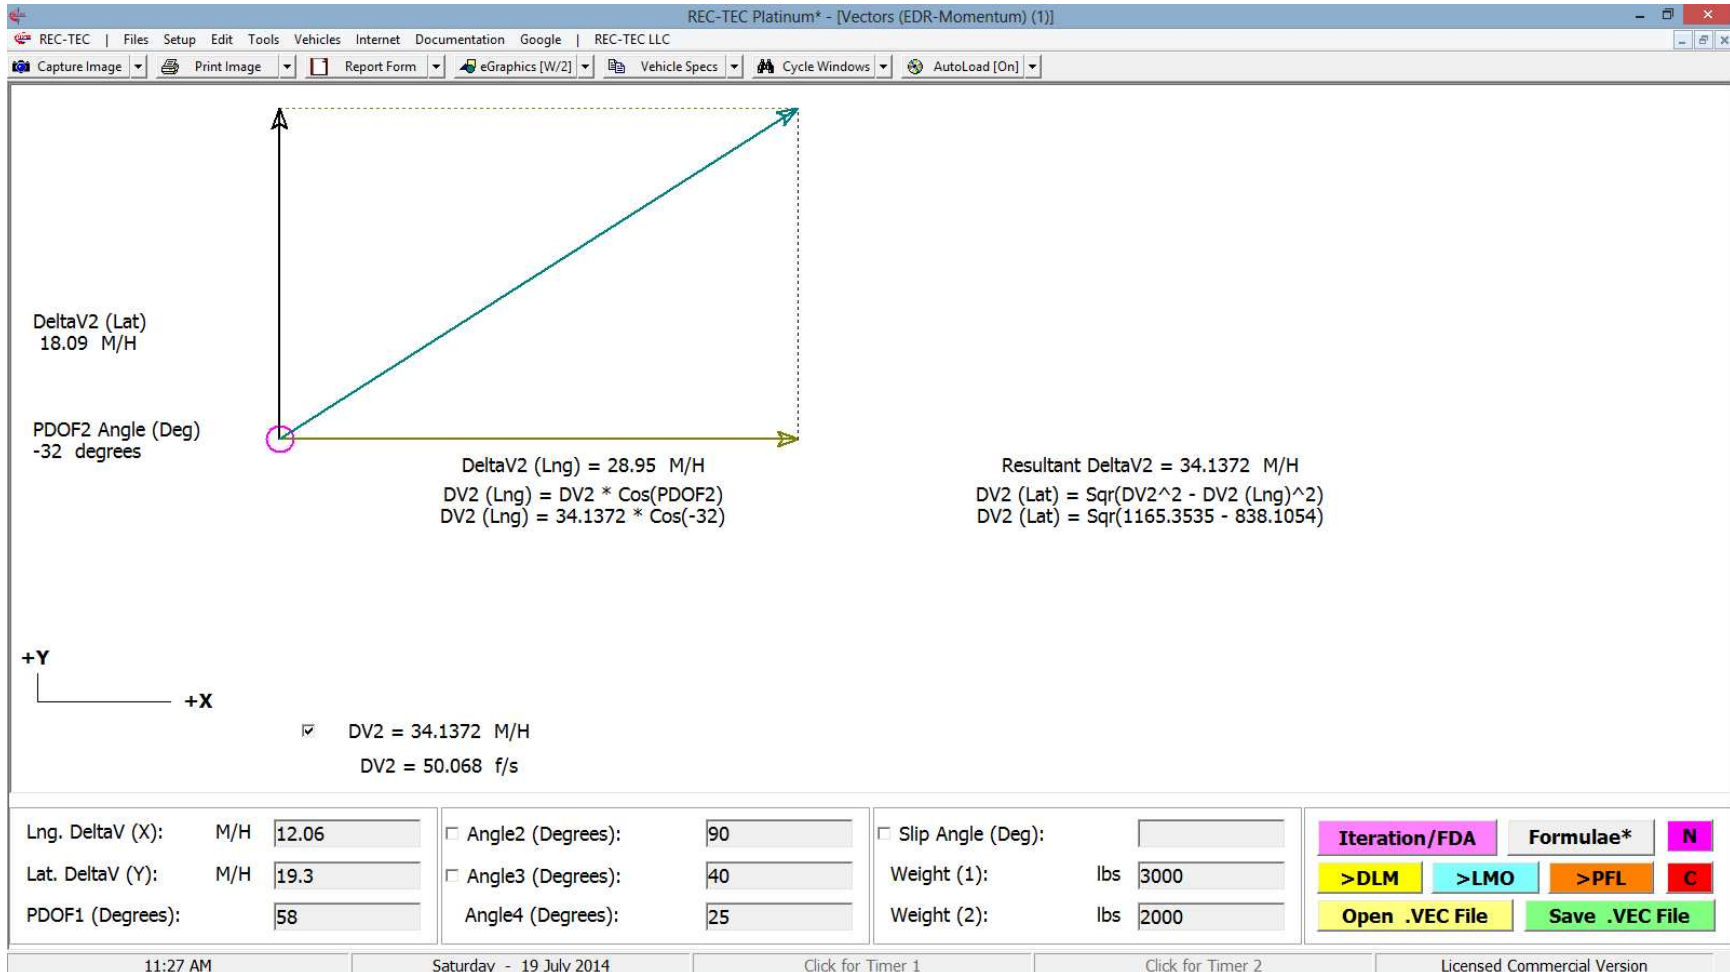 REC-TEC Platinum* - [Vectors (EDR-Momentum) (1)]
REC-TEC | Files Setup Edit Tools Vehicles Internet Documentation Google | REC-TEC LLC
Capture Image Print Image Report Form eGraphics [W/2] Vehicle Specs Cycle Windows AutoLoad [On]
DeltaV2 (Lat)
18.09 M/H
PDOF2 Angle (Deg)
-32 degrees
DeltaV2 (Lng) = 28.95 M/H
DV2 (Lng) = DV2 * Cos(PDOF2)
DV2 (Lng) = 34.1372 * Cos(-32)
Resultant DeltaV2 = 34.1372 M/H
DV2 (Lat) = Sqr(DV2^2 - DV2 (Lng)^2)
DV2 (Lat) = Sqr(1165.3535 - 838.1054)
+Y
+X
DV2 = 34.1372 M/H
DV2 = 50.068 f/s
Lng. DeltaV (X): M/H 12.06
Lat. DeltaV (Y): M/H 19.3
PDOF1 (Degrees): 58
Angle2 (Degrees): 90
Angle3 (Degrees): 40
Angle4 (Degrees): 25
Slip Angle (Deg):
Weight (1): lbs 3000
Weight (2): lbs 2000
Iteration/FDA Formulae* N
>DLM >LMO >PFL C
Open .VEC File Save .VEC File
11:27 AM Saturday - 19 July 2014 Click for Timer 1 Click for Timer 2 Licensed Commercial Version